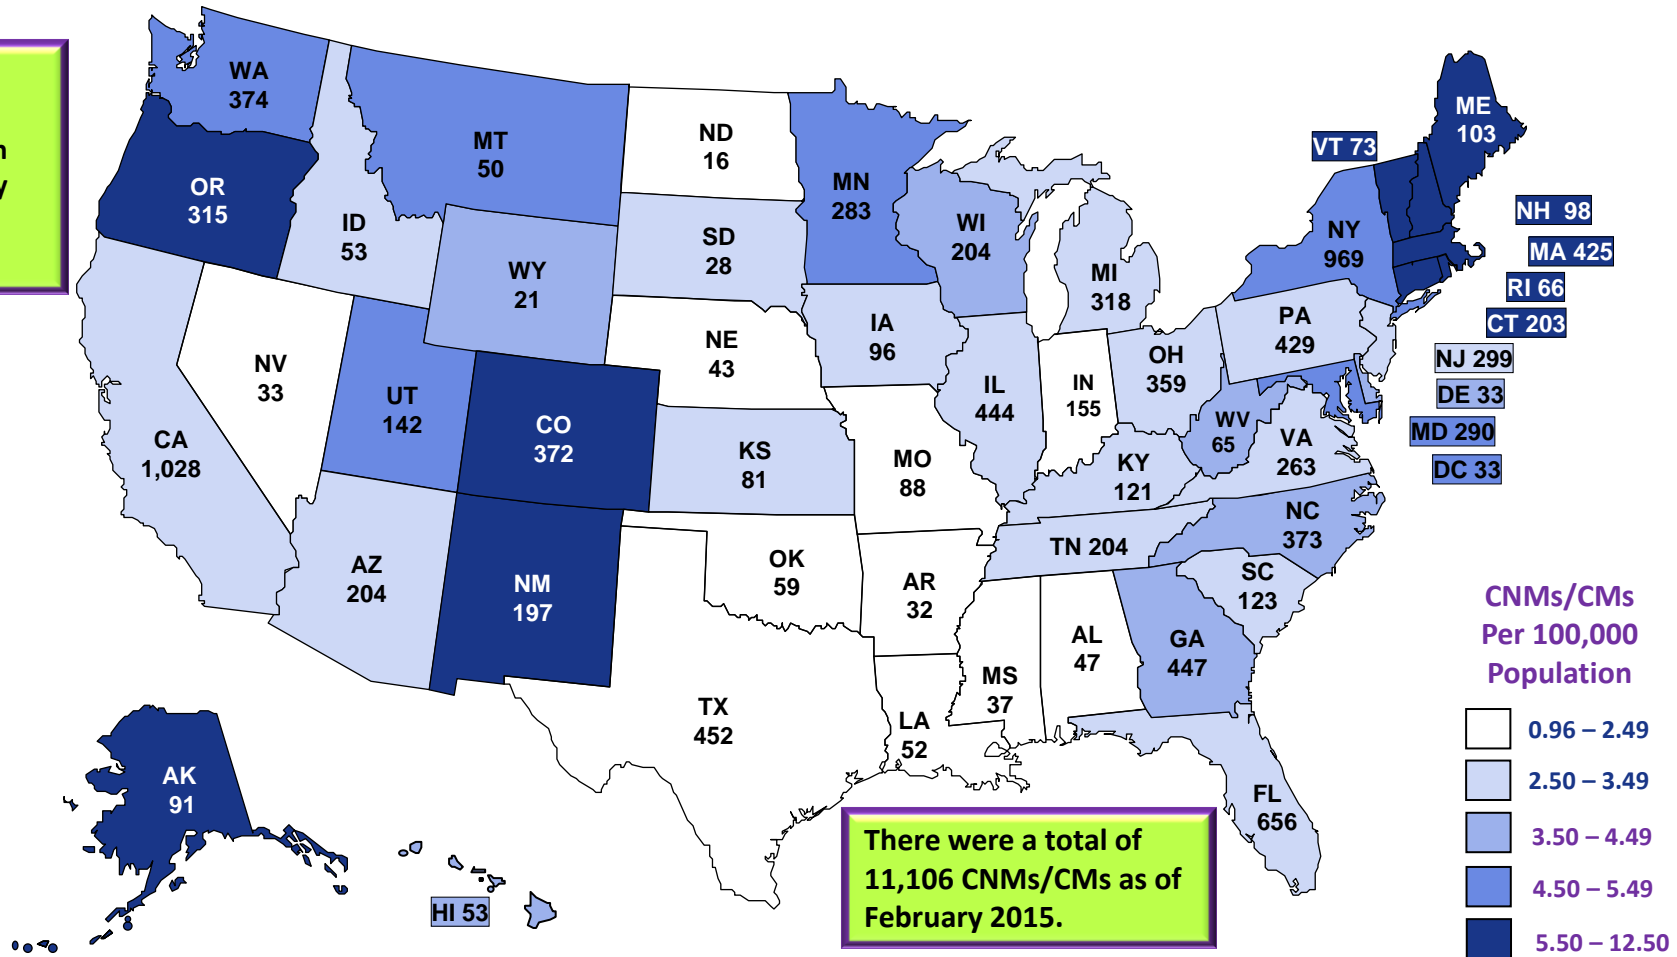 n
y
WA
374
OR
315
MT
50
ID
53
ND
16
SD
28
MN
283
WI
204
WY
21
NE
43
IA
96
MI
318
NV
33
UT
142
CO
372
KS
81
MO
88
IL
444
IN
155
OH
359
PA
429
NY
969
ME
103
VT 73
NH 98
MA 425
RI 66
CT 203
NJ 299
DE 33
MD 290
DC 33
CA
1,028
AZ
204
NM
197
OK
59
AR
32
TN 204
KY
121
WV
65
VA
263
NC
373
SC
123
GA
447
AL
47
MS
37
LA
52
TX
452
FL
656
AK
91
HI 53
There were a total of
11,106 CNMs/CMs as of
February 2015.
CNMs/CMs
Per 100,000
Population
0.96 – 2.49
2.50 – 3.49
3.50 – 4.49
4.50 – 5.49
5.50 – 12.50